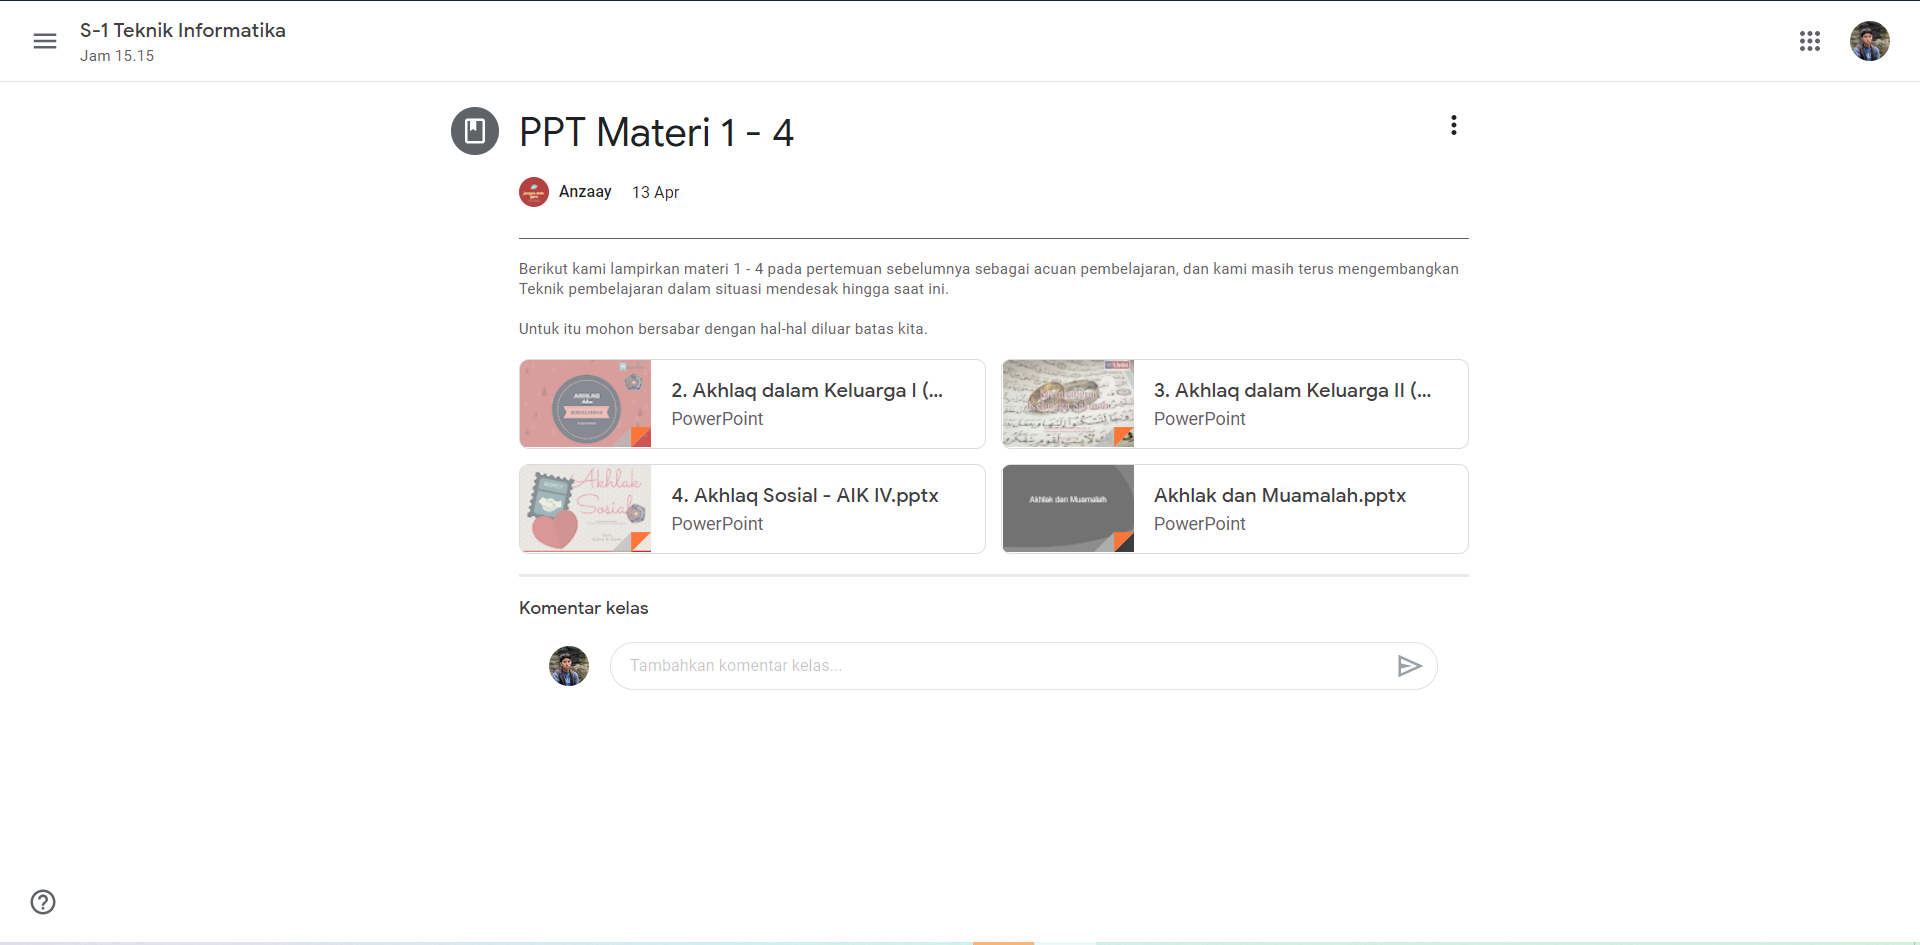 S-1 Teknik Informatika
Jam 15.15
PPT Materi 1 - 4
Anzaay 13 Apr
Berikut kami lampirkan materi 1 - 4 pada pertemuan sebelumnya sebagai acuan pembelajaran, dan kami masih terus mengembangkan
Teknik pembelajaran dalam situasi mendesak hingga saat ini.
Untuk itu mohon bersabar dengan hal-hal diluar batas kita.
2. Akhlaq dalam Keluarga I (...
PowerPoint
3. Akhlaq dalam Keluarga II (...
PowerPoint
Akhlak
Sosial
4. Akhlaq Sosial - AIK IV.pptx
PowerPoint
Akhlak dan Muamalah
Akhlak dan Muamalah.pptx
PowerPoint
Komentar kelas
Tambahkan komentar kelas...